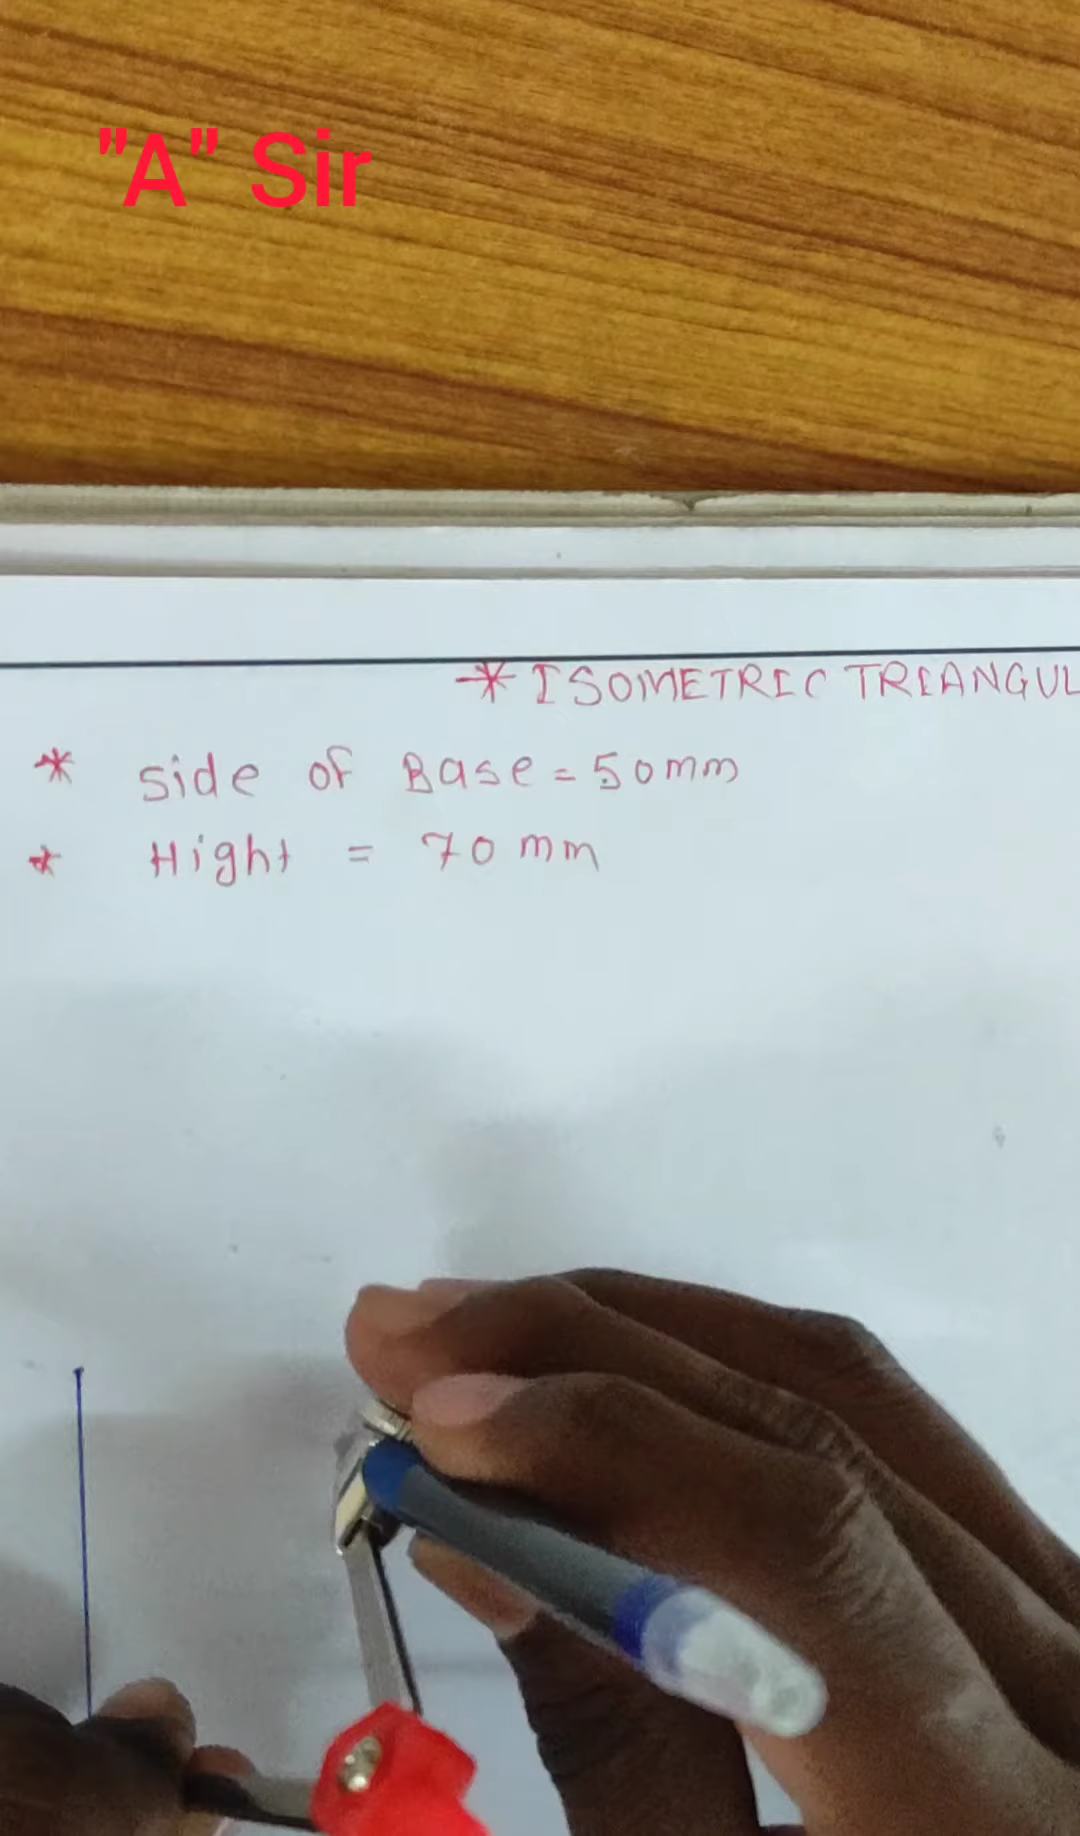 "A" Sir
* ISOMETRIC TRIANGUL
* side of Base = 50mm
* Hight = 70 mm